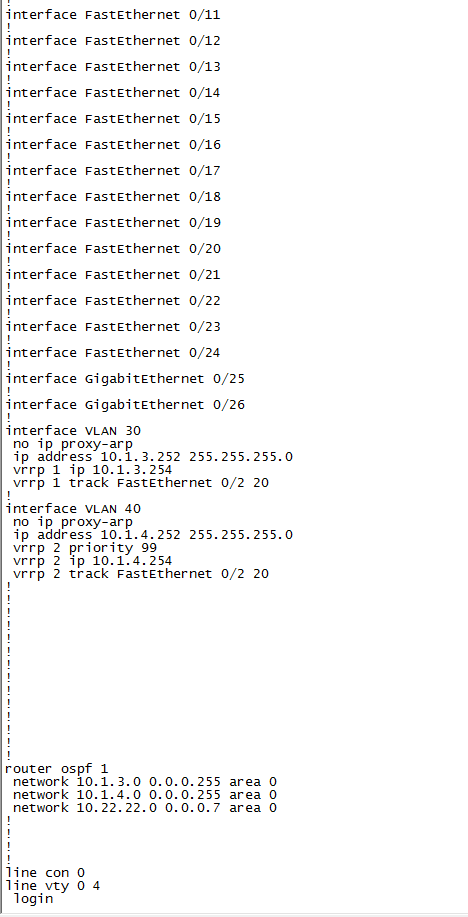 !
interface FastEthernet 0/11
!
interface FastEthernet 0/12
!
interface FastEthernet 0/13
!
interface FastEthernet 0/14
!
interface FastEthernet 0/15
!
interface FastEthernet 0/16
!
interface FastEthernet 0/17
!
interface FastEthernet 0/18
!
interface FastEthernet 0/19
!
interface FastEthernet 0/20
!
interface FastEthernet 0/21
!
interface FastEthernet 0/22
!
interface FastEthernet 0/23
!
interface FastEthernet 0/24
!
interface GigabitEthernet 0/25
!
interface GigabitEthernet 0/26
!
interface VLAN 30
 no ip proxy-arp
 ip address 10.1.3.252 255.255.255.0
 vrrp 1 ip 10.1.3.254
 vrrp 1 track FastEthernet 0/2 20
!
interface VLAN 40
 no ip proxy-arp
 ip address 10.1.4.252 255.255.255.0
 vrrp 2 priority 99
 vrrp 2 ip 10.1.4.254
 vrrp 2 track FastEthernet 0/2 20
!
!
!
!
!
!
!
!
!
!
!
!
!
!
router ospf 1
 network 10.1.3.0 0.0.0.255 area 0
 network 10.1.4.0 0.0.0.255 area 0
 network 10.22.22.0 0.0.0.7 area 0
!
!
!
!
line con 0
line vty 0 4
 login